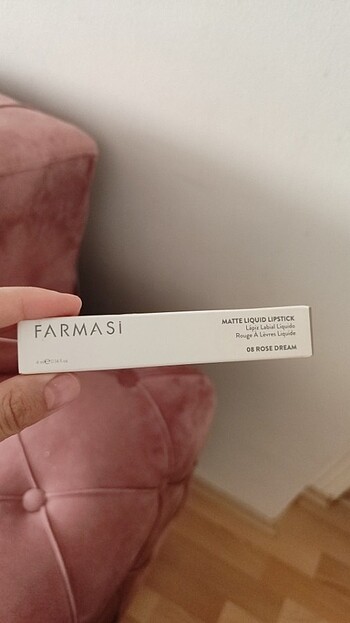 FARMASİ
MATTE LIQUID LIPSTICK
Lápiz Labial Líquido
Rouge À Lèvres Liquide
08 ROSE DREAM